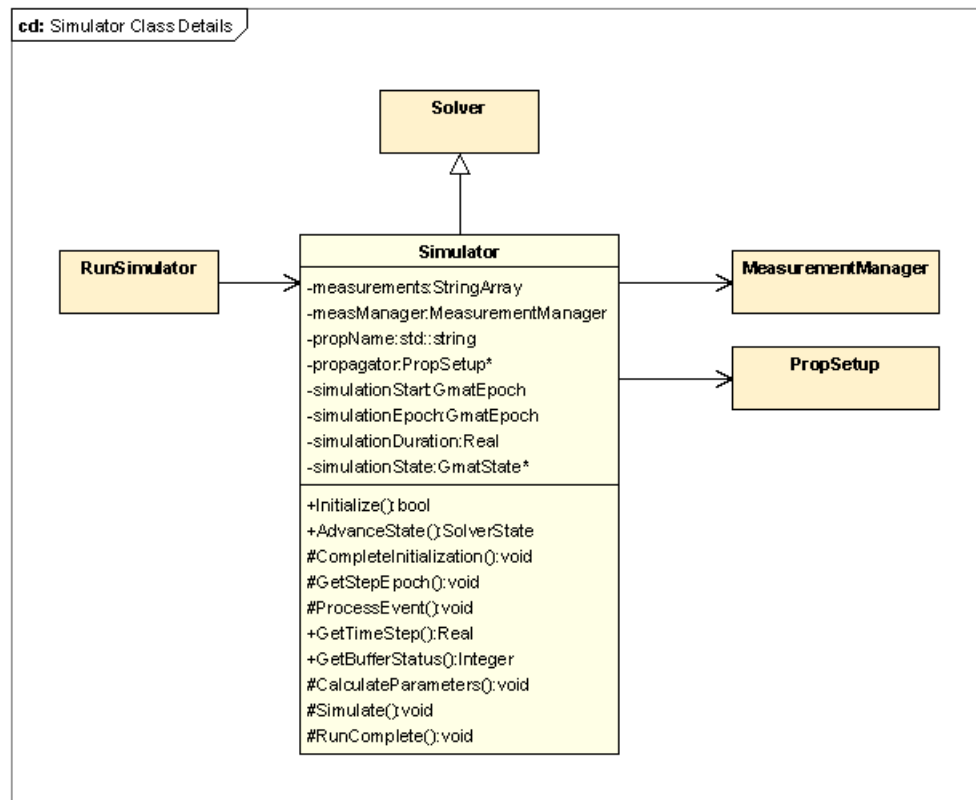 cd: Simulator Class Details
Solver
RunSimulator
Simulator
-measurements:StringArray
-measManager:MeasurementManager
-propName:std::string
-propagator:PropSetup*
-simulationStart:GmatEpoch
-simulationEpoch:GmatEpoch
-simulationDuration:Real
-simulationState:GmatState*
+Initialize():bool
+AdvanceState():SolverState
#CompleteInitialization():void
#GetStepEpoch():void
#ProcessEvent():void
+GetTimeStep():Real
+GetBufferStatus():Integer
#CalculateParameters():void
#Simulate():void
#RunComplete():void
MeasurementManager
PropSetup